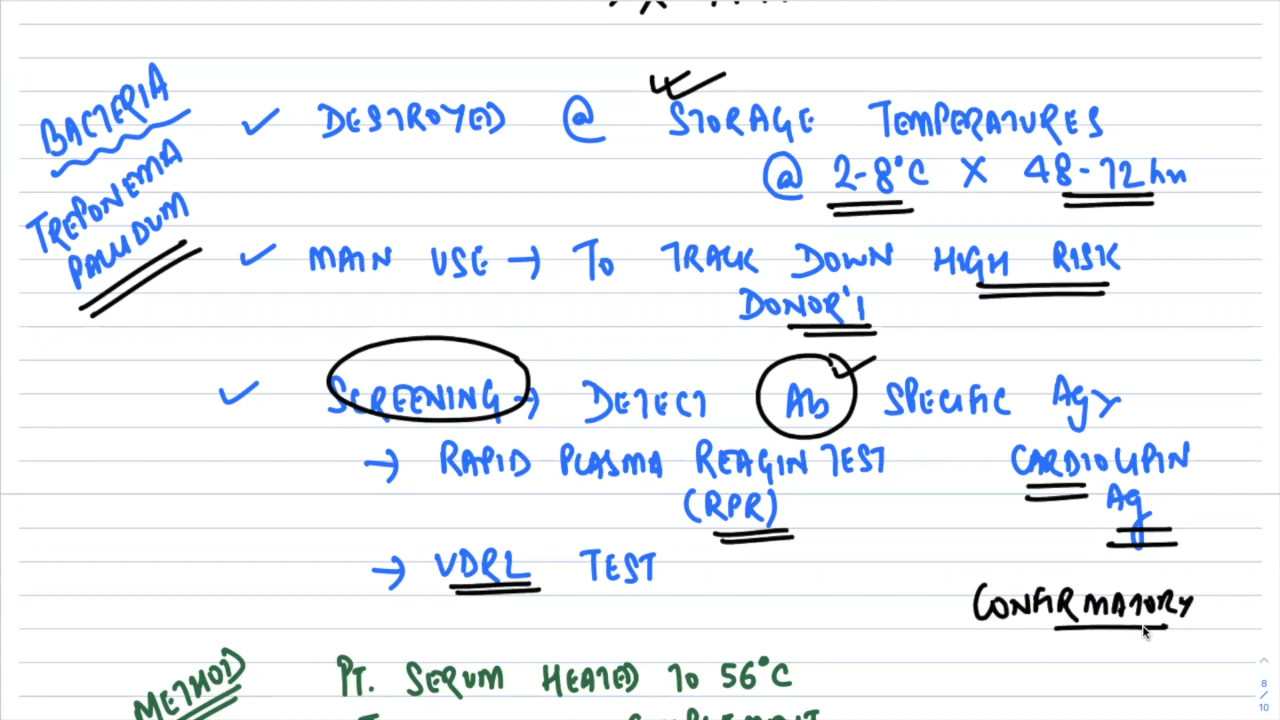 BACTERIA
TREPONEMA
PALLIDUM
✓ DESTROYED @ STORAGE TEMPERATURES
@ 2-8°C X 48-72 hrs
✓ MAIN USE → TO TRACK DOWN HIGH RISK
DONOR'S
✓ SCREENING → DETECT Ab SPECIFIC Ag
→ RAPID PLASMA REAGIN TEST
(RPR)
CARDIOLIPIN
Ag
→ VDRL TEST
CONFIRMATORY
METHOD
PT. SERUM HEATED TO 56°C
8
/
10